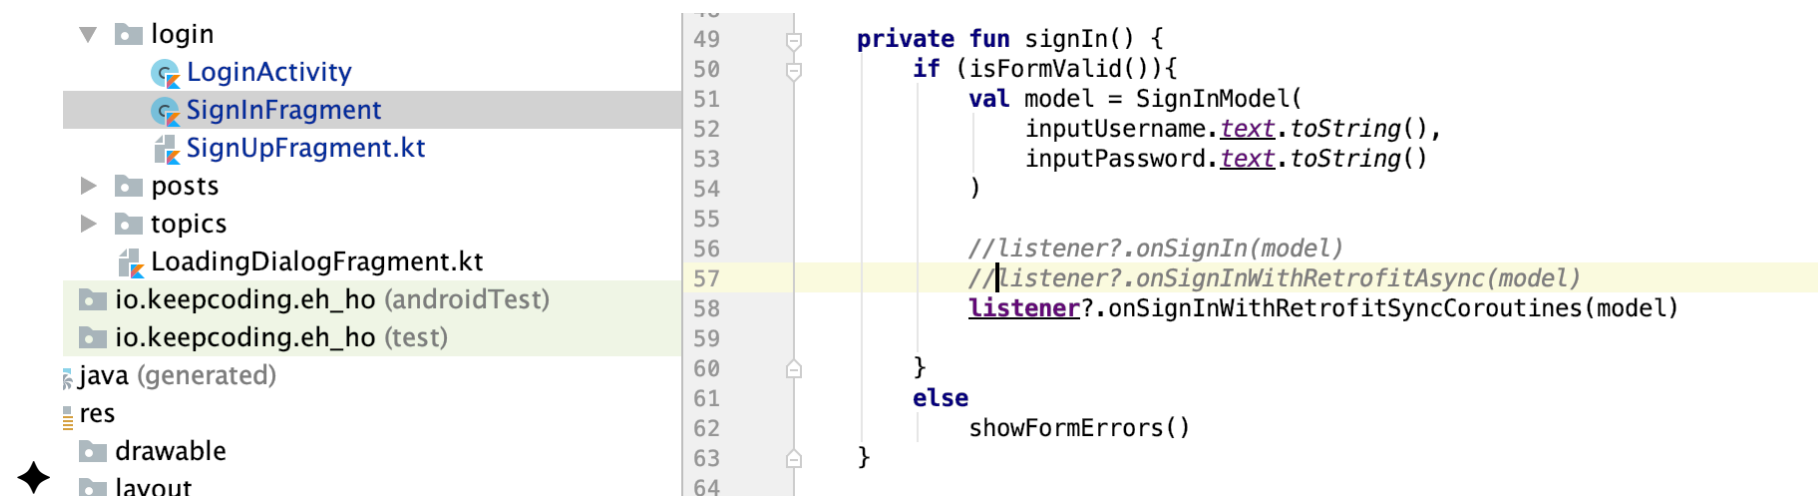 login
LoginActivity
SignInFragment
SignUpFragment.kt
posts
topics
LoadingDialogFragment.kt
io.keepcoding.eh_ho (androidTest)
io.keepcoding.eh_ho (test)
java (generated)
res
drawable
layout
49 private fun signIn() {
50 if (isFormValid()){
51 val model = SignInModel(
52 inputUsername.text.toString(),
53 inputPassword.text.toString()
54 )
55
56 //listener?.onSignIn(model)
57 //listener?.onSignInWithRetrofitAsync(model)
58 listener?.onSignInWithRetrofitSyncCoroutines(model)
59
60 }
61 else
62 showFormErrors()
63 }
64